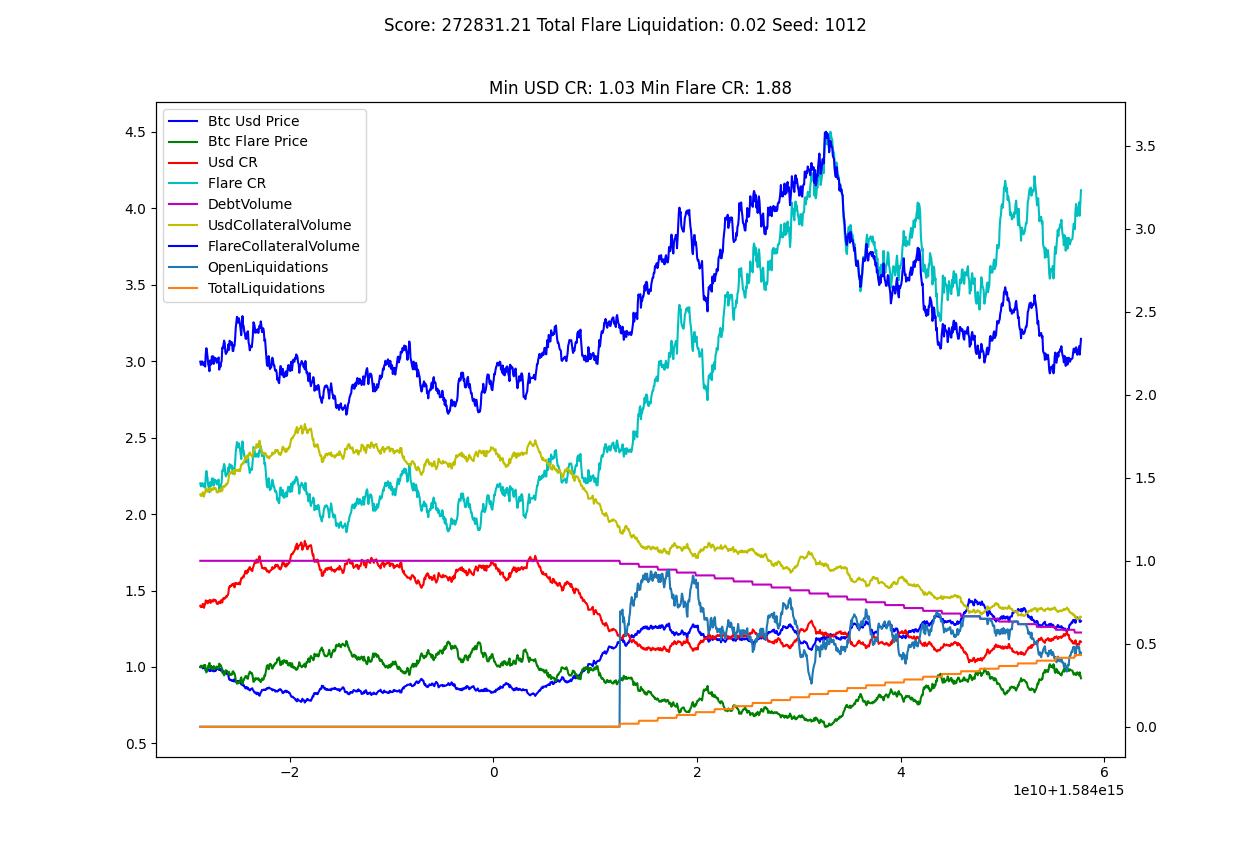 Score: 272831.21 Total Flare Liquidation: 0.02 Seed: 1012
Min USD CR: 1.03 Min Flare CR: 1.88
Btc Usd Price
Btc Flare Price
Usd CR
Flare CR
DebtVolume
UsdCollateralVolume
FlareCollateralVolume
OpenLiquidations
TotalLiquidations
4.5
4.0
3.5
3.0
2.5
2.0
1.5
1.0
0.5
3.5
3.0
2.5
2.0
1.5
1.0
0.5
0.0
−2
0
2
4
6
1e10+1.584e15